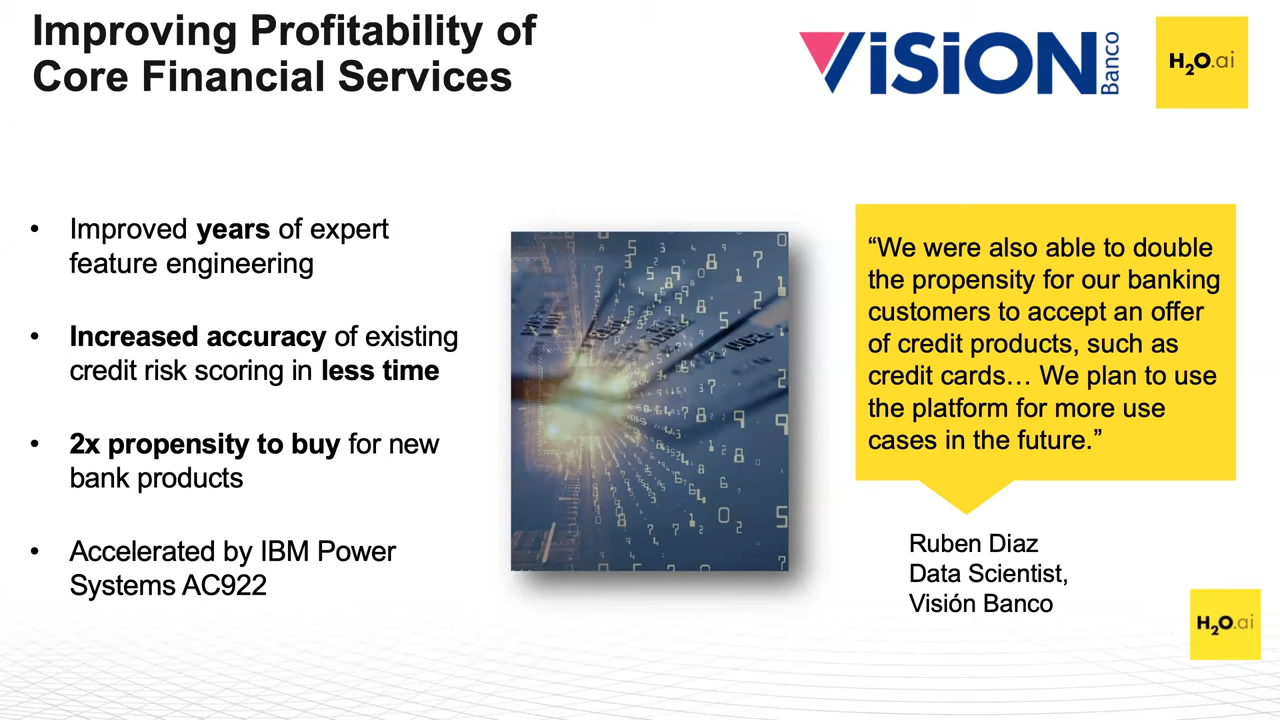 Improving Profitability of
Core Financial Services
VISION
Banco
H2O.ai
• Improved years of expert
feature engineering
• Increased accuracy of existing
credit risk scoring in less time
• 2x propensity to buy for new
bank products
• Accelerated by IBM Power
Systems AC922
“We were also able to double
the propensity for our banking
customers to accept an offer
of credit products, such as
credit cards… We plan to use
the platform for more use
cases in the future.”
Ruben Diaz
Data Scientist,
Visión Banco
H2O.ai